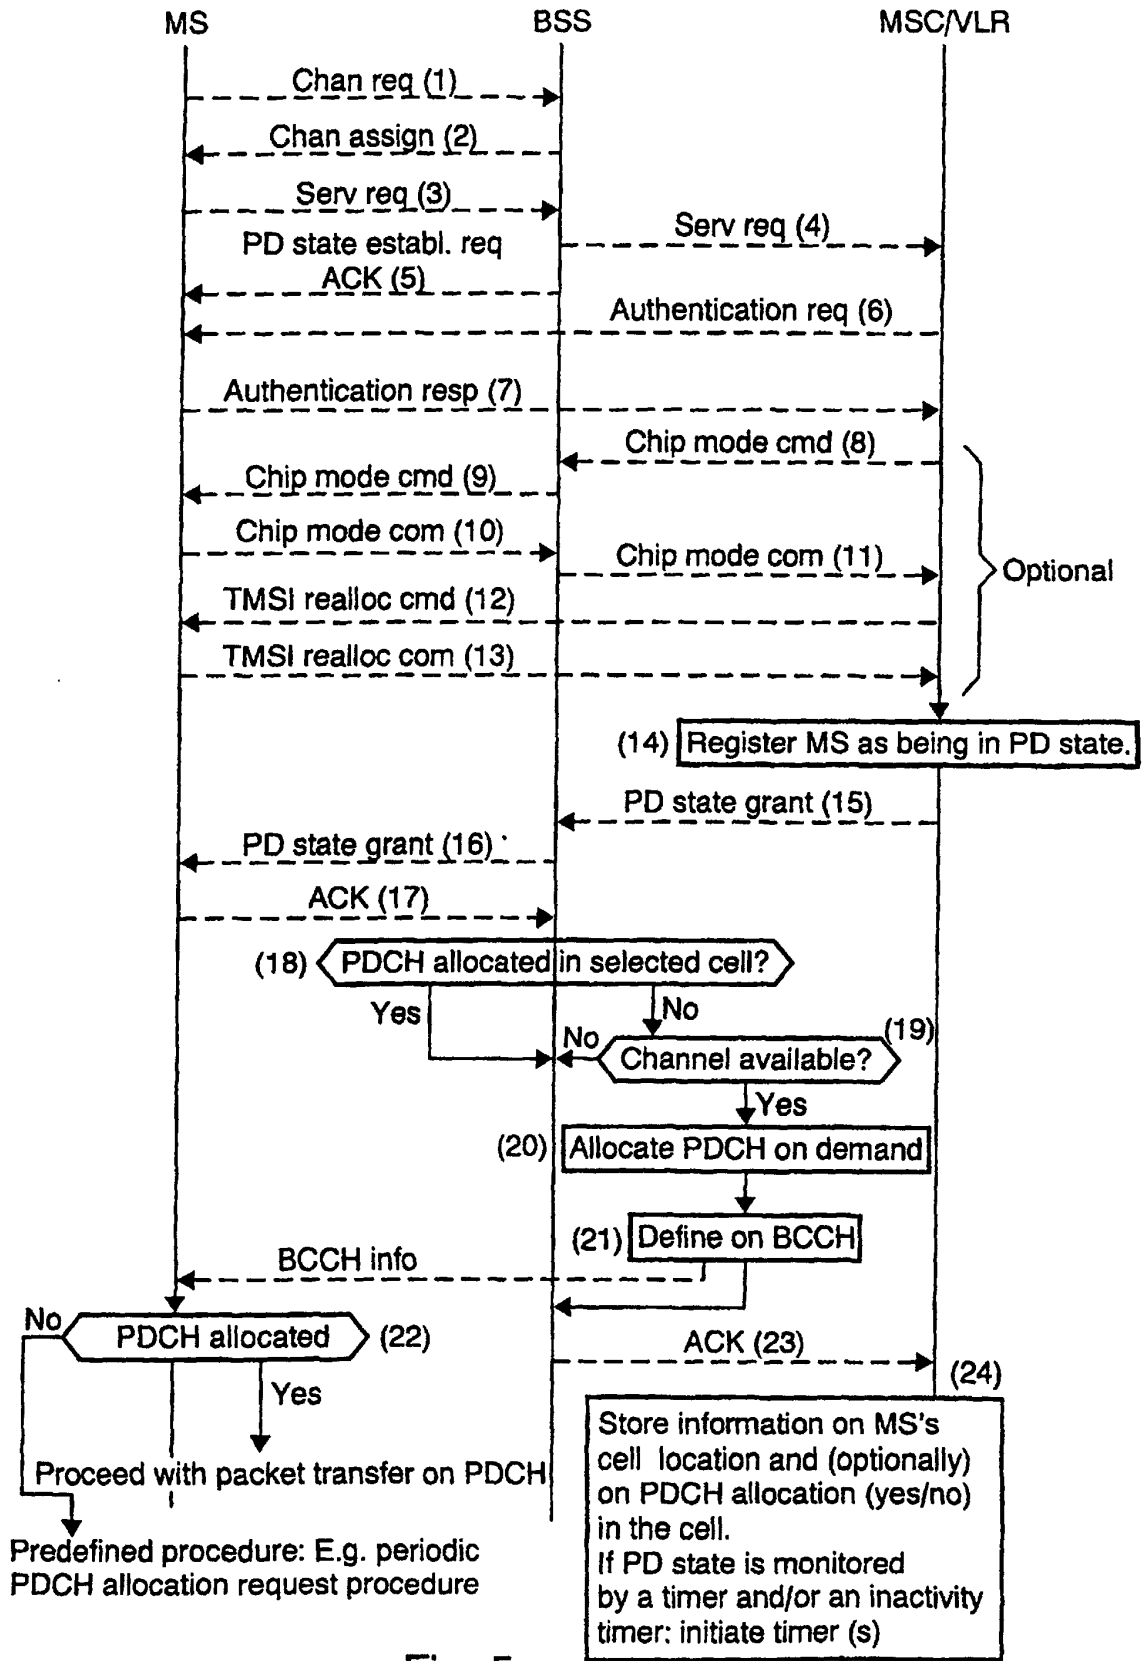 MS BSS MSC/VLR
Chan req (1)
Chan assign (2)
Serv req (3)
Serv req (4)
PD state establ. req
ACK (5)
Authentication req (6)
Authentication resp (7)
Chip mode cmd (8)
Chip mode cmd (9)
Chip mode com (10)
Chip mode com (11)
Optional
TMSI realloc cmd (12)
TMSI realloc com (13)
(14) Register MS as being in PD state.
PD state grant (15)
PD state grant (16)
ACK (17)
(18) PDCH allocated in selected cell?
Yes No
(19)
No Channel available?
Yes
(20) Allocate PDCH on demand
(21) Define on BCCH
BCCH info
No PDCH allocated (22)
ACK (23)
(24)
Yes
Proceed with packet transfer on PDCH
Predefined procedure: E.g. periodic
PDCH allocation request procedure
Store information on MS's
cell location and (optionally)
on PDCH allocation (yes/no)
in the cell.
If PD state is monitored
by a timer and/or an inactivity
timer: initiate timer (s)